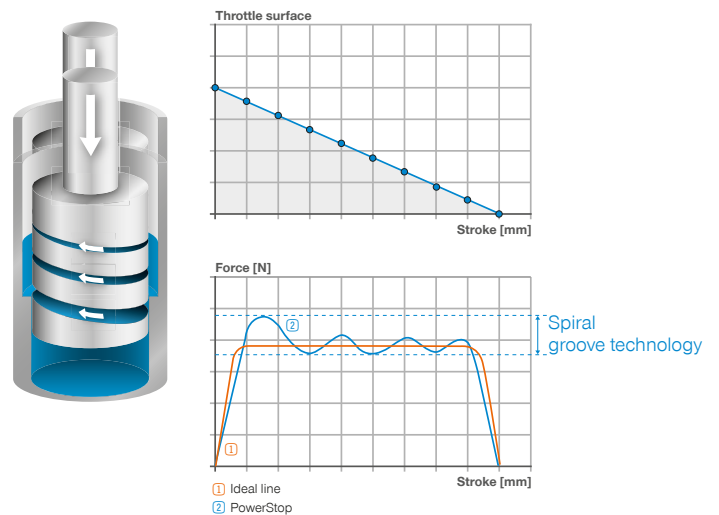 Throttle surface
Stroke [mm]
Force [N]
2
Spiral
groove technology
1
Stroke [mm]
1 Ideal line
2 PowerStop